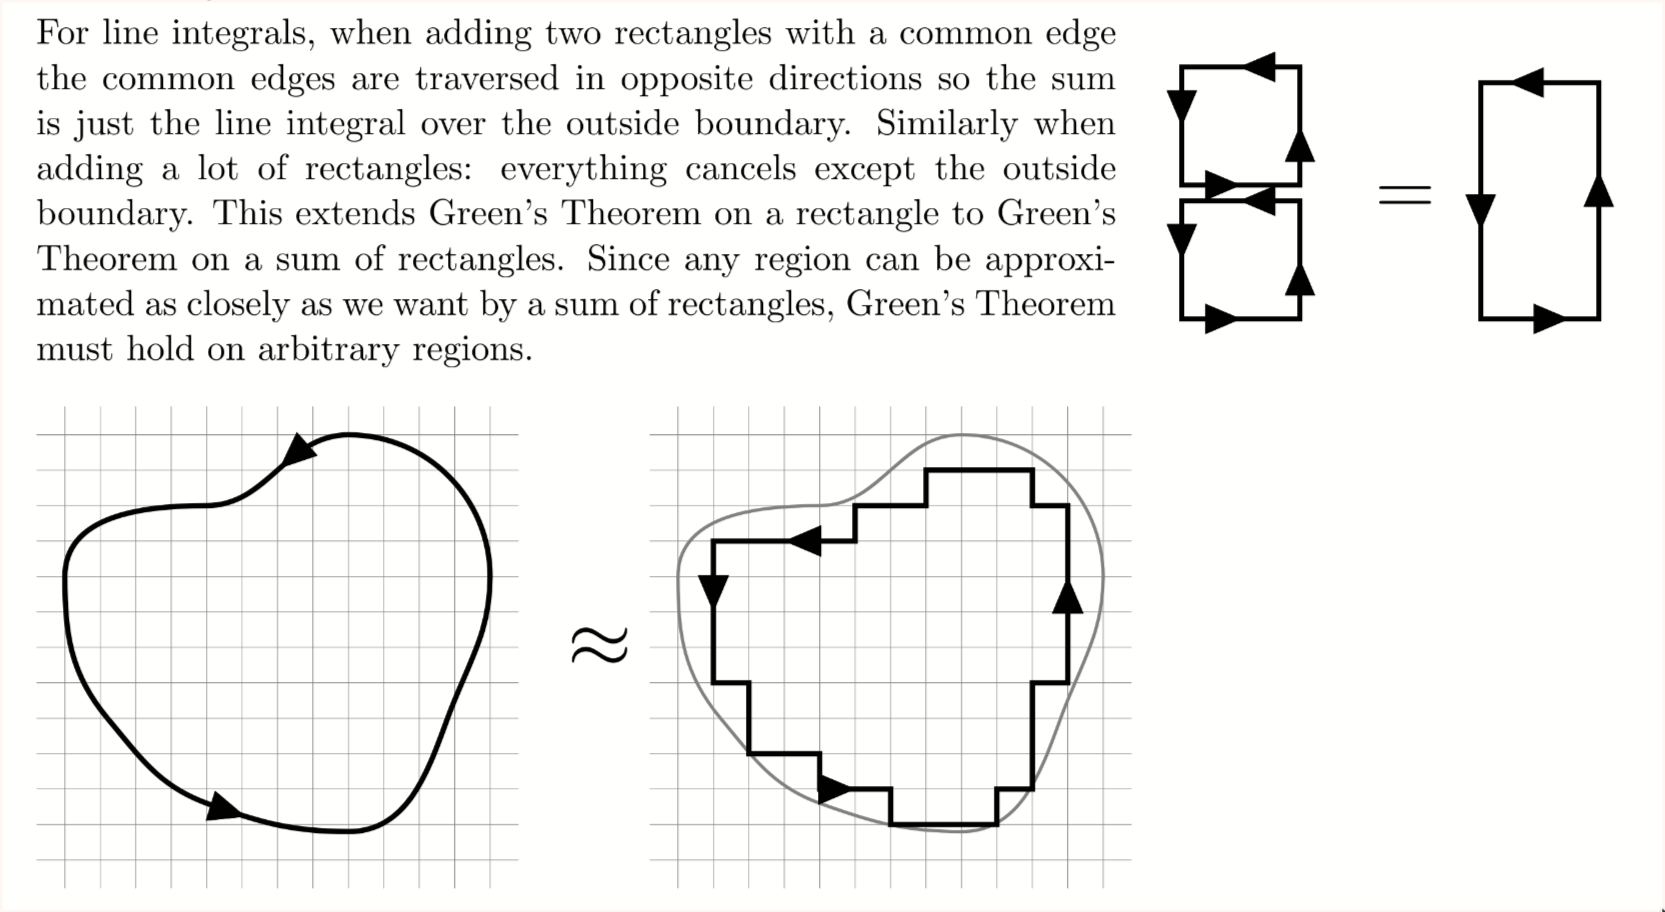 For line integrals, when adding two rectangles with a common edge
the common edges are traversed in opposite directions so the sum
is just the line integral over the outside boundary. Similarly when
adding a lot of rectangles: everything cancels except the outside
boundary. This extends Green's Theorem on a rectangle to Green's
Theorem on a sum of rectangles. Since any region can be approxi-
mated as closely as we want by a sum of rectangles, Green's Theorem
must hold on arbitrary regions.
=
≈